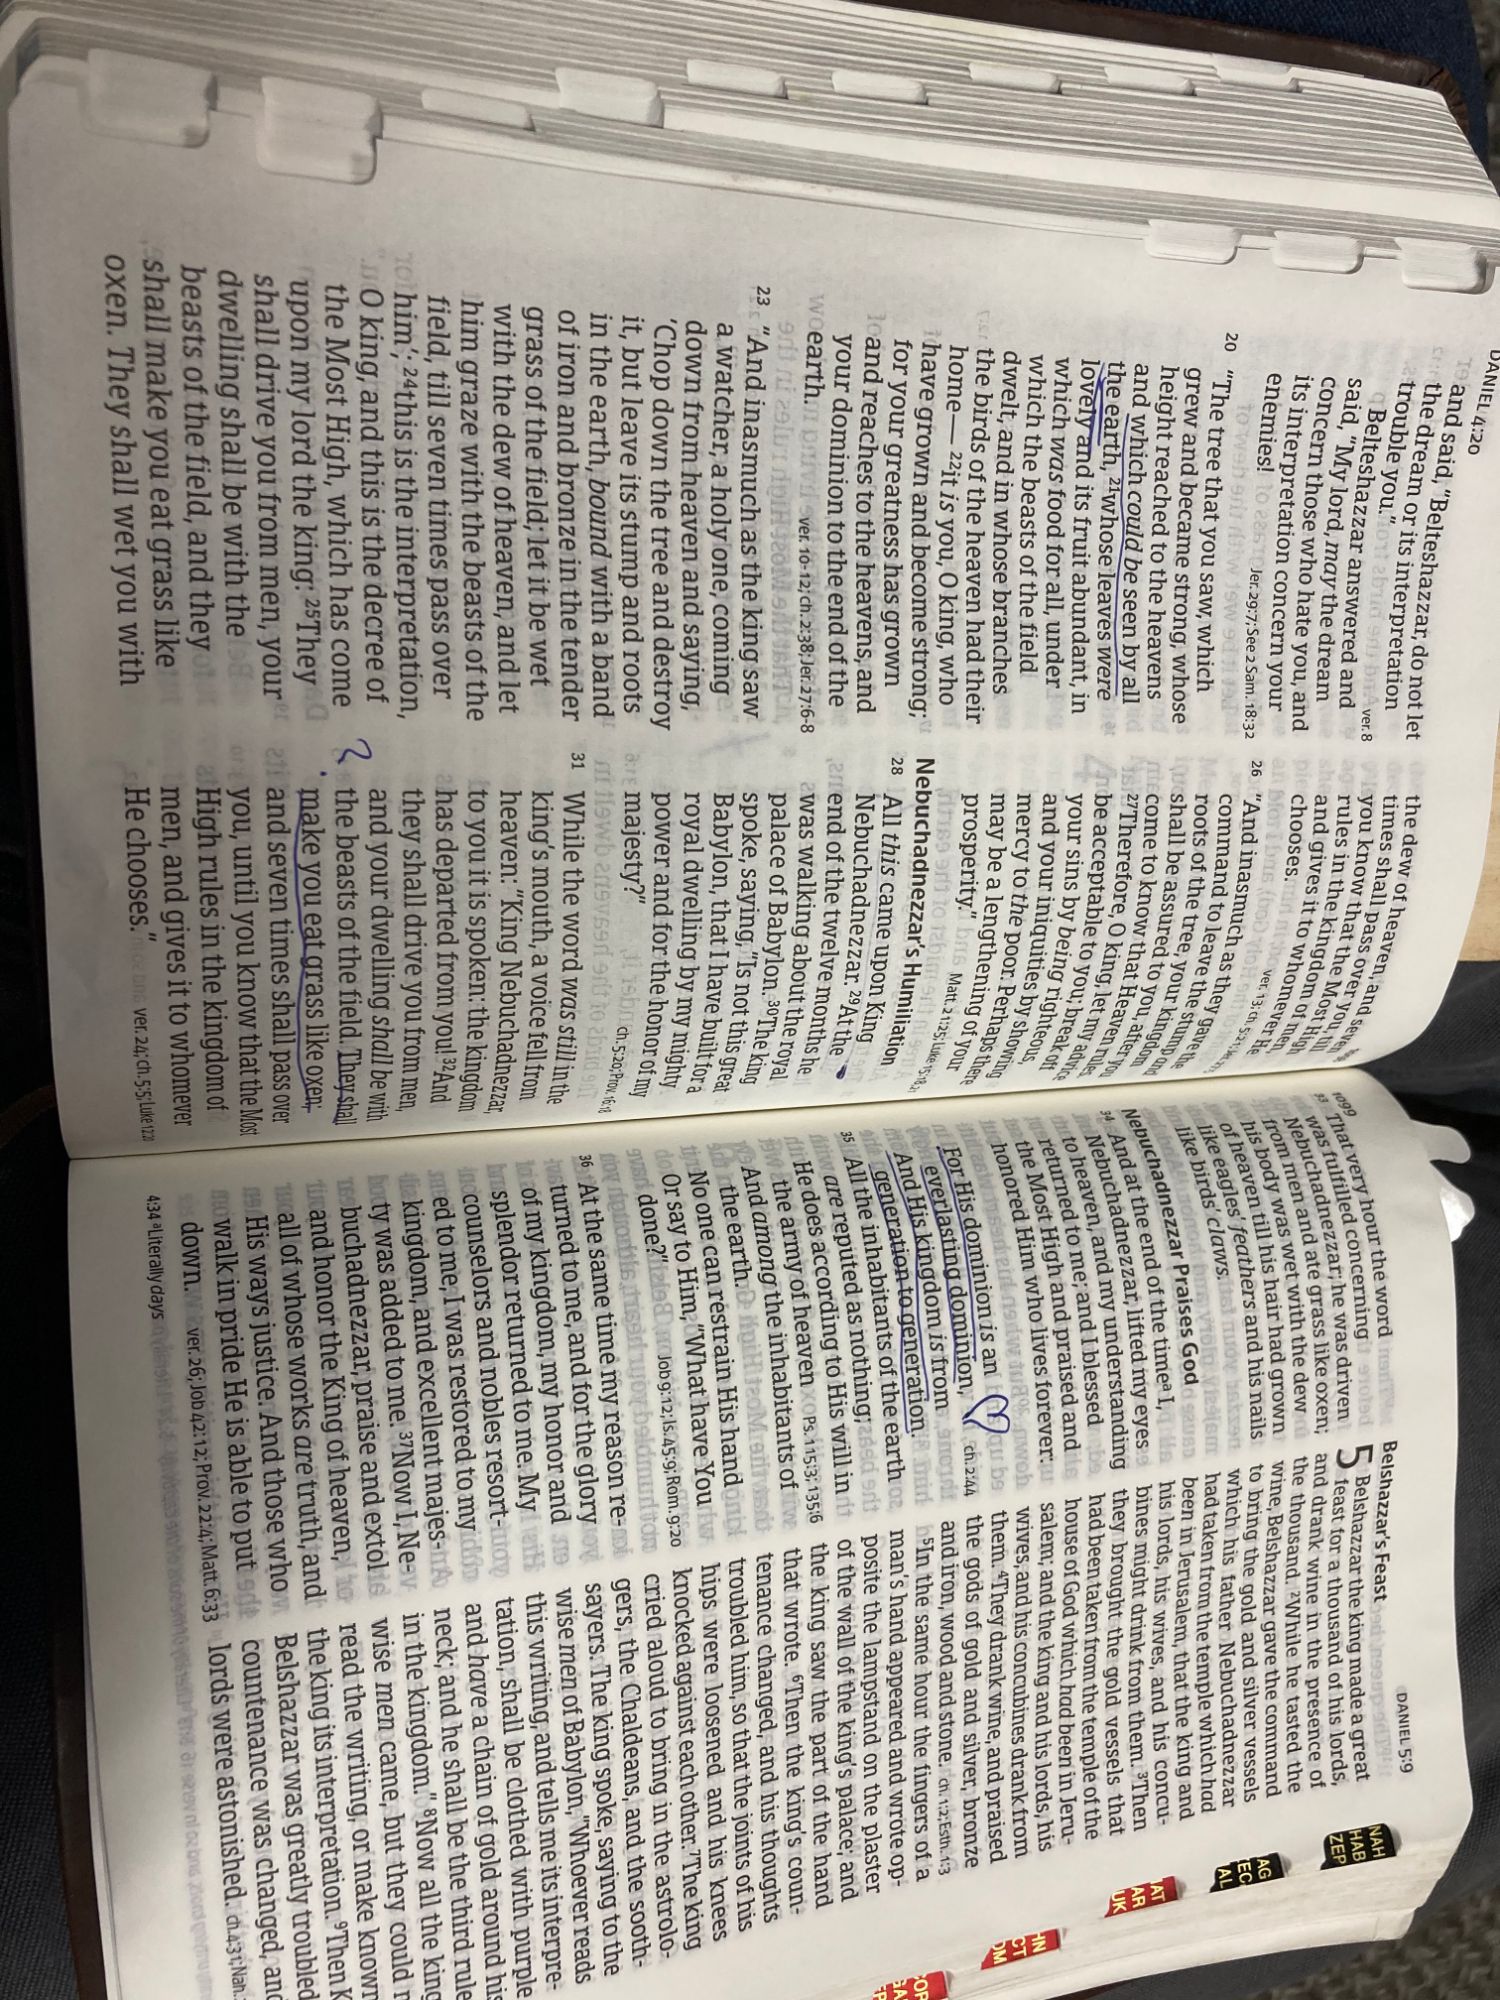 DANIEL 4:20
and said, "Belteshazzar, do not let
the dream or its interpretation
trouble you."
ver. 8
Belteshazzar answered and
said, "My lord, may the dream
concern those who hate you, and
its interpretation concern your
enemies!
Jer. 29:7; See 2 Sam. 18:32
20 "The tree that you saw, which
grew and became strong, whose
height reached to the heavens
and which could be seen by all
the earth, 21whose leaves were
lovely and its fruit abundant, in
which was food for all, under
which the beasts of the field
dwelt, and in whose branches
the birds of the heaven had their
home— 22it is you, O king, who
have grown and become strong;
for your greatness has grown
and reaches to the heavens, and
your dominion to the end of the
earth.
ver. 10-12; ch. 2:38; Jer. 27:6-8
23 "And inasmuch as the king saw
a watcher, a holy one, coming
down from heaven and saying,
'Chop down the tree and destroy
it, but leave its stump and roots
in the earth, bound with a band
of iron and bronze in the tender
grass of the field; let it be wet
with the dew of heaven, and let
him graze with the beasts of the
field, till seven times pass over
him'; 24this is the interpretation,
O king, and this is the decree of
the Most High, which has come
upon my lord the king: 25They
shall drive you from men, your
dwelling shall be with the
beasts of the field, and they
shall make you eat grass like
oxen. They shall wet you with
the dew of heaven, and seven
times shall pass over you, till
you know that the Most High
rules in the kingdom of men,
and gives it to whomever He
chooses.
26 "And inasmuch as they gave the
command to leave the stump and
roots of the tree, your kingdom
shall be assured to you, after you
come to know that Heaven rules.
27Therefore, O king, let my advice
be acceptable to you; break off
your sins by being righteous,
and your iniquities by showing
mercy to the poor. Perhaps there
may be a lengthening of your
prosperity."
Nebuchadnezzar's Humiliation
28 All this came upon King
Nebuchadnezzar. 29At the
end of the twelve months he
was walking about the royal
palace of Babylon. 30The king
spoke, saying, "Is not this great
Babylon, that I have built for a
royal dwelling by my mighty
power and for the honor of my
majesty?"
ch. 5:20; Prov. 16:18
31 While the word was still in the
king's mouth, a voice fell from
heaven: "King Nebuchadnezzar,
to you it is spoken: the kingdom
has departed from you! 32And
they shall drive you from men,
and your dwelling shall be with
?
the beasts of the field. They shall
make you eat grass like oxen;
and seven times shall pass over
you, until you know that the Most
High rules in the kingdom of
men, and gives it to whomever
He chooses."
1099
33 That very hour the word
was fulfilled concerning
Nebuchadnezzar; he was driven
from men and ate grass like oxen;
his body was wet with the dew
of heaven till his hair had grown
like eagles' feathers and his nails
like birds' claws.
Nebuchadnezzar Praises God
34 And at the end of the timea I,
Nebuchadnezzar, lifted my eyes
to heaven, and my understanding
returned to me; and I blessed
the Most High and praised and
honored Him who lives forever:
For His dominion is an
everlasting dominion,
And His kingdom is from
generation to generation.
ch. 2:44
35 All the inhabitants of the earth
are reputed as nothing;
He does according to His will in
the army of heaven
Ps. 115:3; 135:6
And among the inhabitants of
the earth.
No one can restrain His hand
Or say to Him, "What have You
done?"
Job 9:12; Is. 45:9; Rom. 9:20
36 At the same time my reason re-
turned to me, and for the glory
of my kingdom, my honor and
splendor returned to me. My
counselors and nobles resort-
ed to me, I was restored to my
kingdom, and excellent majes-
ty was added to me. 37Now I, Ne-
buchadnezzar, praise and extol
and honor the King of heaven,
all of whose works are truth, and
His ways justice. And those who
walk in pride He is able to put
down.
ver. 26; Job 42:12; Prov. 22:4; Matt. 6:33
4:34 a Literally days
DANIEL 5:9
Belshazzar's Feast
5 Belshazzar the king made a great
feast for a thousand of his lords,
and drank wine in the presence of
the thousand. 2While he tasted the
wine, Belshazzar gave the command
to bring the gold and silver vessels
which his father Nebuchadnezzar
had taken from the temple which had
been in Jerusalem, that the king and
his lords, his wives, and his concu-
bines might drink from them. 3Then
they brought the gold vessels that
had been taken from the temple of the
house of God which had been in Jeru-
salem; and the king and his lords, his
wives, and his concubines drank from
them. 4They drank wine, and praised
the gods of gold and silver, bronze
and iron, wood and stone. ch. 1:2; Esth. 1:3
5In the same hour the fingers of a
man's hand appeared and wrote op-
posite the lampstand on the plaster
of the wall of the king's palace; and
the king saw the part of the hand
that wrote. 6Then the king's coun-
tenance changed, and his thoughts
troubled him, so that the joints of his
hips were loosened and his knees
knocked against each other. 7The king
cried aloud to bring in the astrolo-
gers, the Chaldeans, and the sooth-
sayers. The king spoke, saying to the
wise men of Babylon, "Whoever reads
this writing, and tells me its interpre-
tation, shall be clothed with purple
and have a chain of gold around his
neck; and he shall be the third ruler
in the kingdom." 8Now all the king
wise men came, but they could
read the writing, or make known
the king its interpretation. 9Then
Belshazzar was greatly troubled
countenance was changed, and
lords were astonished. ch. 4:31; Nah.
NAH
HAB
ZEP